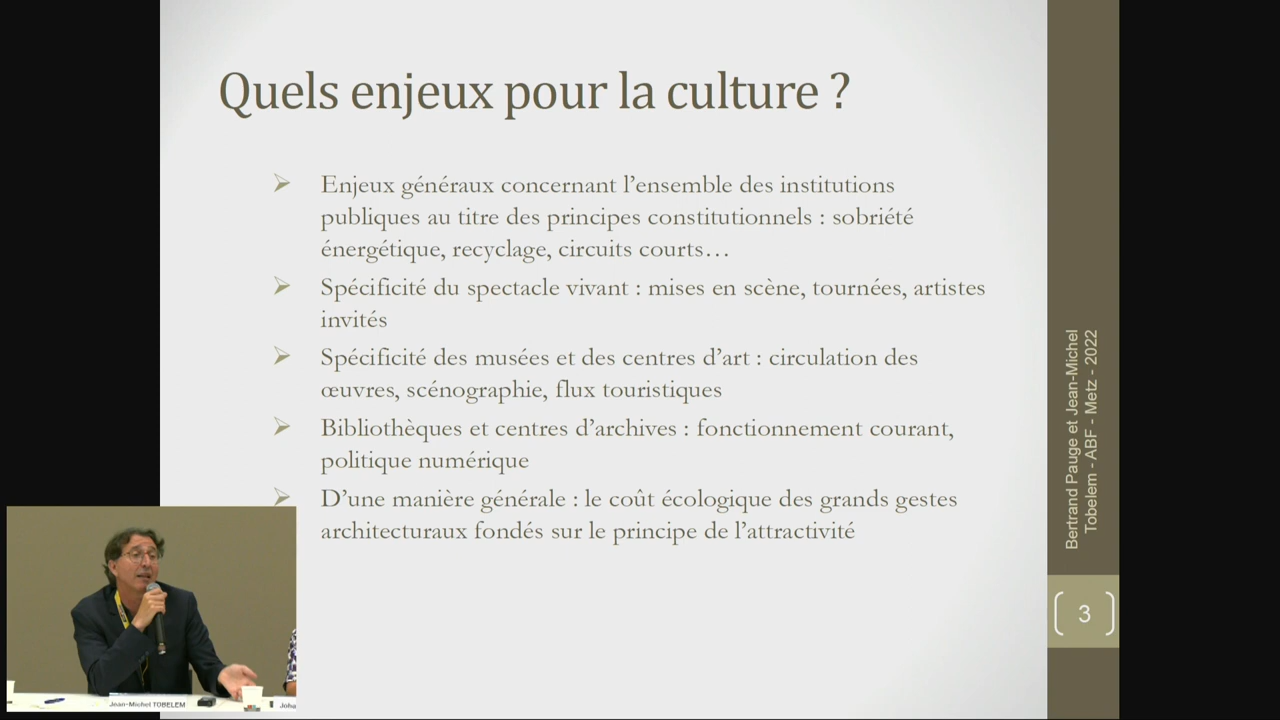 Quels enjeux pour la culture ?
Enjeux généraux concernant l’ensemble des institutions
publiques au titre des principes constitutionnels : sobriété
énergétique, recyclage, circuits courts…
Spécificité du spectacle vivant : mises en scène, tournées, artistes
invités
Spécificité des musées et des centres d’art : circulation des
œuvres, scénographie, flux touristiques
Bibliothèques et centres d’archives : fonctionnement courant,
politique numérique
D’une manière générale : le coût écologique des grands gestes
architecturaux fondés sur le principe de l’attractivité
Bertrand Pauge et Jean-Michel
Tobelem - ABF - Metz - 2022
3
Jean-Michel TOBELEM
Joha